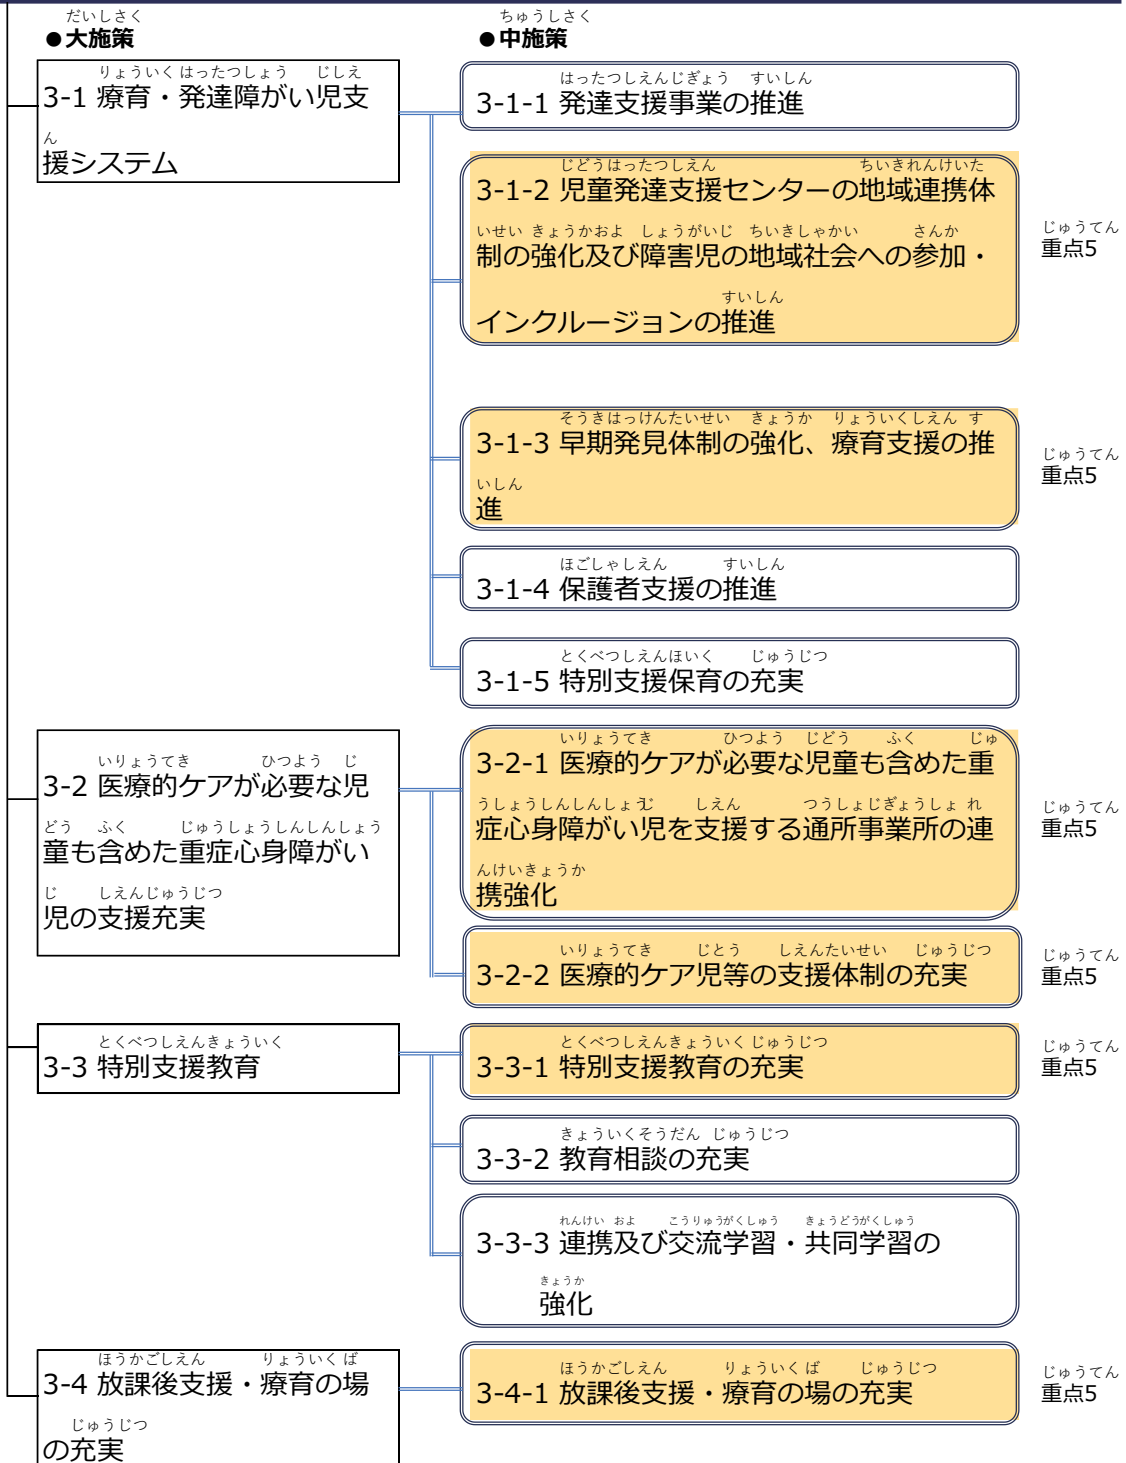 だいしさく
●大施策
ちゅうしさく
●中施策
りょういく はったつしょう じしえ
3-1 療育・発達障がい児支
ん
援システム
はったつしえんじぎょう すいしん
3-1-1 発達支援事業の推進
じどうはったつしえん ちいきれんけいた
3-1-2 児童発達支援センターの地域連携体
いせい きょうかおよ しょうがいじ ちいきしゃかい さんか
制の強化及び障害児の地域社会への参加・
すいしん
インクルージョンの推進
じゅうてん
重点5
そうきはっけんたいせい きょうか りょういくしえん す
3-1-3 早期発見体制の強化、療育支援の推
いしん
進
じゅうてん
重点5
ほごしゃしえん すいしん
3-1-4 保護者支援の推進
とくべつしえんほいく じゅうじつ
3-1-5 特別支援保育の充実
いりょうてき ひつよう じ
3-2 医療的ケアが必要な児
どう ふく じゅうしょうしんしんしょう
童も含めた重症心身障がい
じ しえんじゅうじつ
児の支援充実
いりょうてき ひつよう じどう ふく じゅ
3-2-1 医療的ケアが必要な児童も含めた重
うしょうしんしんしょう じ しえん つうしょじぎょうしょ れ
症心身障がい児を支援する通所事業所の連
んけいきょうか
携強化
じゅうてん
重点5
いりょうてき じとう しえんたいせい じゅうじつ
3-2-2 医療的ケア児等の支援体制の充実
じゅうてん
重点5
とくべつしえんきょういく
3-3 特別支援教育
とくべつしえんきょういく じゅうじつ
3-3-1 特別支援教育の充実
じゅうてん
重点5
きょういくそうだん じゅうじつ
3-3-2 教育相談の充実
れんけい およ こうりゅうがくしゅう きょうどうがくしゅう
3-3-3 連携及び交流学習・共同学習の
きょうか
強化
ほうかごしえん りょういく ば
3-4 放課後支援・療育の場
じゅうじつ
の充実
ほうかごしえん りょういく ば じゅうじつ
3-4-1 放課後支援・療育の場の充実
じゅうてん
重点5